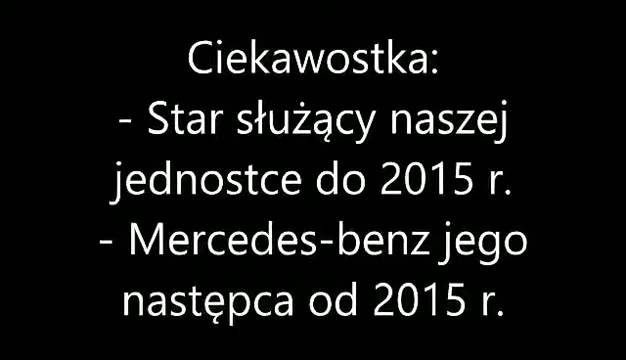 Ciekawostka:
- Star służący naszej
jednostce do 2015 r.
- Mercedes-benz jego
następca od 2015 r.